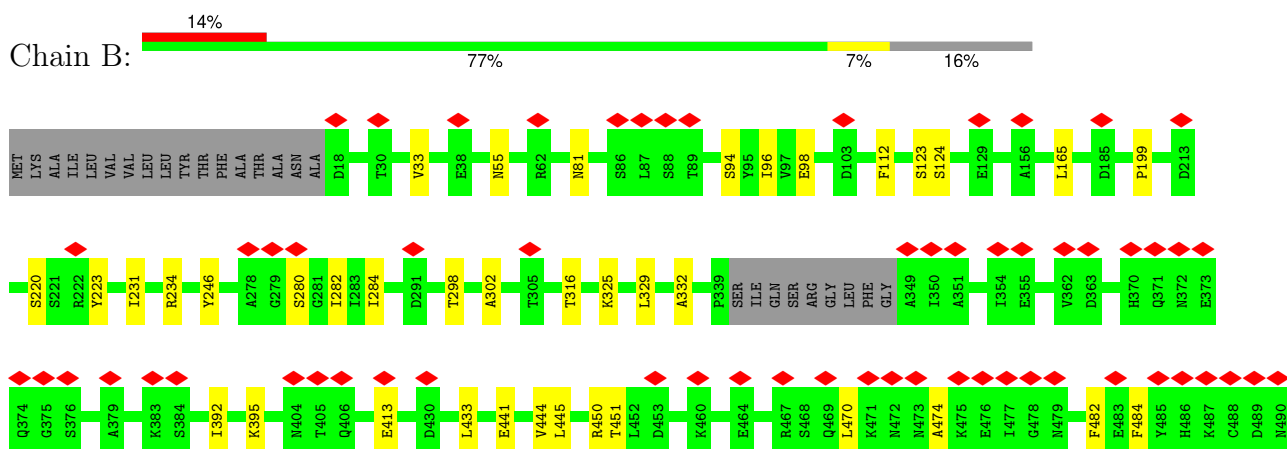 14%
Chain B:
77% 7% 16%
MET LYS ALA ILE LEU VAL VAL LEU LEU TYR THR PHE ALA THR ALA ASN ALA D18 T30 V33 E38 N55 R62 N81 S86 L87 S88 T89 S94 Y95 I96 V97 E98 D103 F112 S123 S124 E129 A156 L165 D185 P199 D213
S220 S221 R222 Y223 I231 R234 Y246 A278 G279 S280 G281 I282 I283 I284 D291 T298 A302 T305 T316 K325 L329 A332 P339 SER ILE GLN SER ARG GLY LEU PHE GLY A349 I350 A351 I354 E355 V362 D363 H370 Q371 N372 E373
Q374 G375 S376 A379 K383 S384 I392 K395 N404 T405 Q406 E413 D430 L433 E441 V444 L445 R450 T451 L452 D453 K460 E464 R467 S468 Q469 L470 K471 N472 N473 A474 K475 E476 I477 G478 N479 F482 E483 F484 Y485 H486 K487 C488 D489 N490